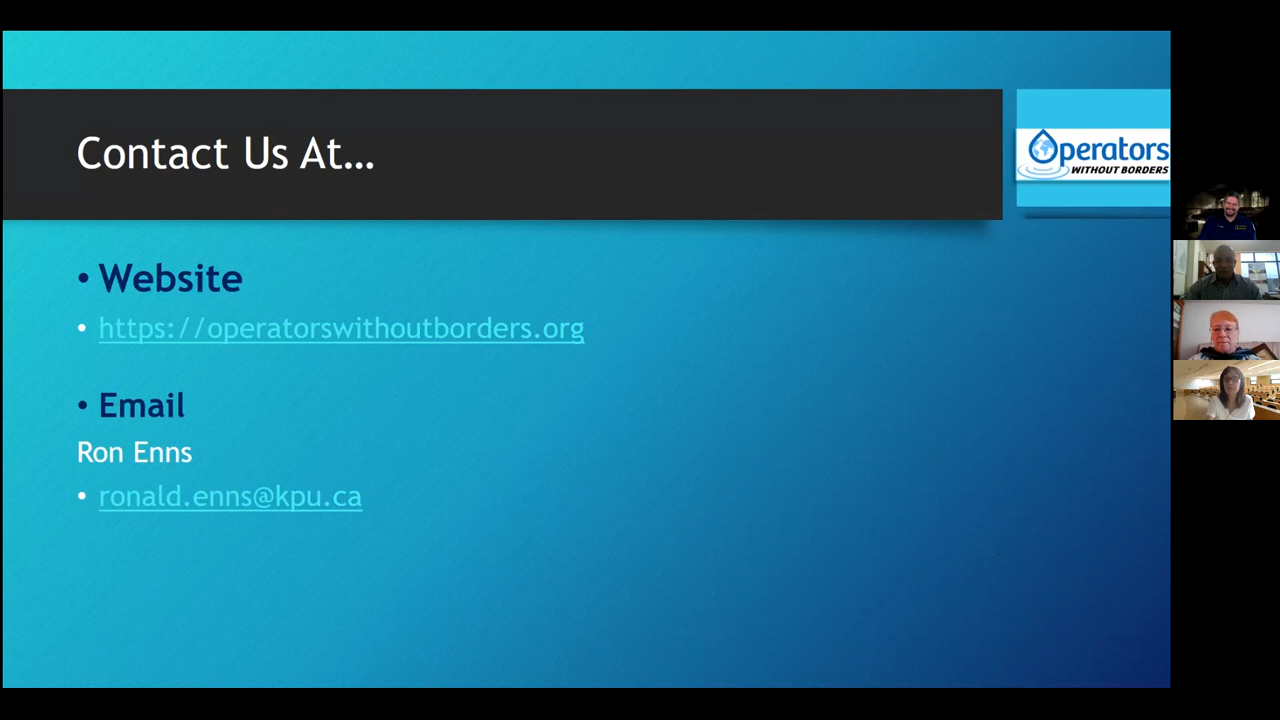 Contact Us At...
Operators
WITHOUT BORDERS
• Website
• https://operatorswithoutborders.org
• Email
Ron Enns
• ronald.enns@kpu.ca